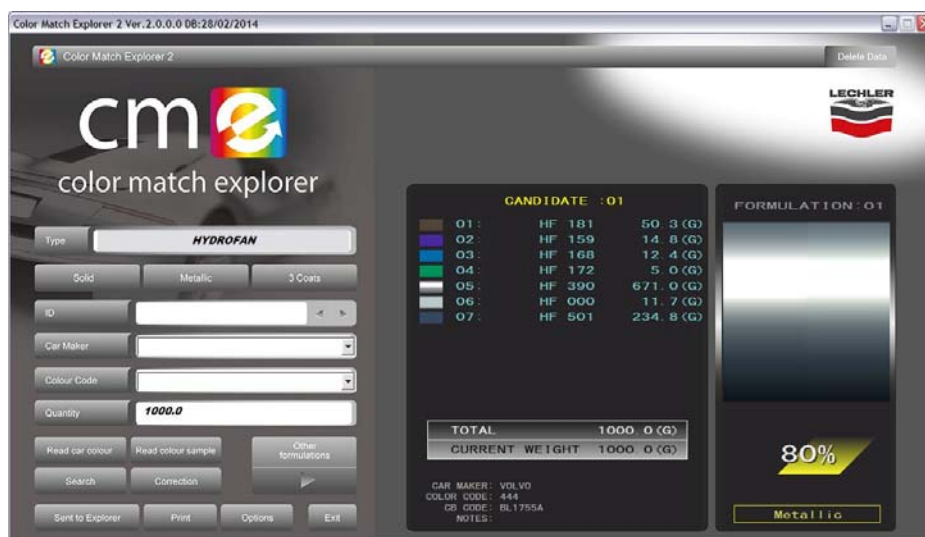 Color Match Explorer 2 Ver.2.0.0.0 DB:28/02/2014
Color Match Explorer 2
Delete Data
LECHLER
cme
color match explorer
Type HYDROFAN
Solid Metallic 3 Coats
ID
Car Maker
Colour Code
Quantity 1000.0
Read car colour Read colour sample Other formulations
Search Correction
Sent to Explorer Print Options Exit
CANDIDATE :01
01: HF 181 50.3(G)
02: HF 159 14.8(G)
03: HF 168 12.4(G)
04: HF 172 5.0(G)
05: HF 390 671.0(G)
06: HF 000 11.7(G)
07: HF 501 234.8(G)
TOTAL 1000.0(G)
CURRENT WEIGHT 1000.0(G)
CAR MAKER: VOLVO
COLOR CODE: 444
CB CODE: BL1755A
NOTES:
FORMULATION:01
80%
Metallic